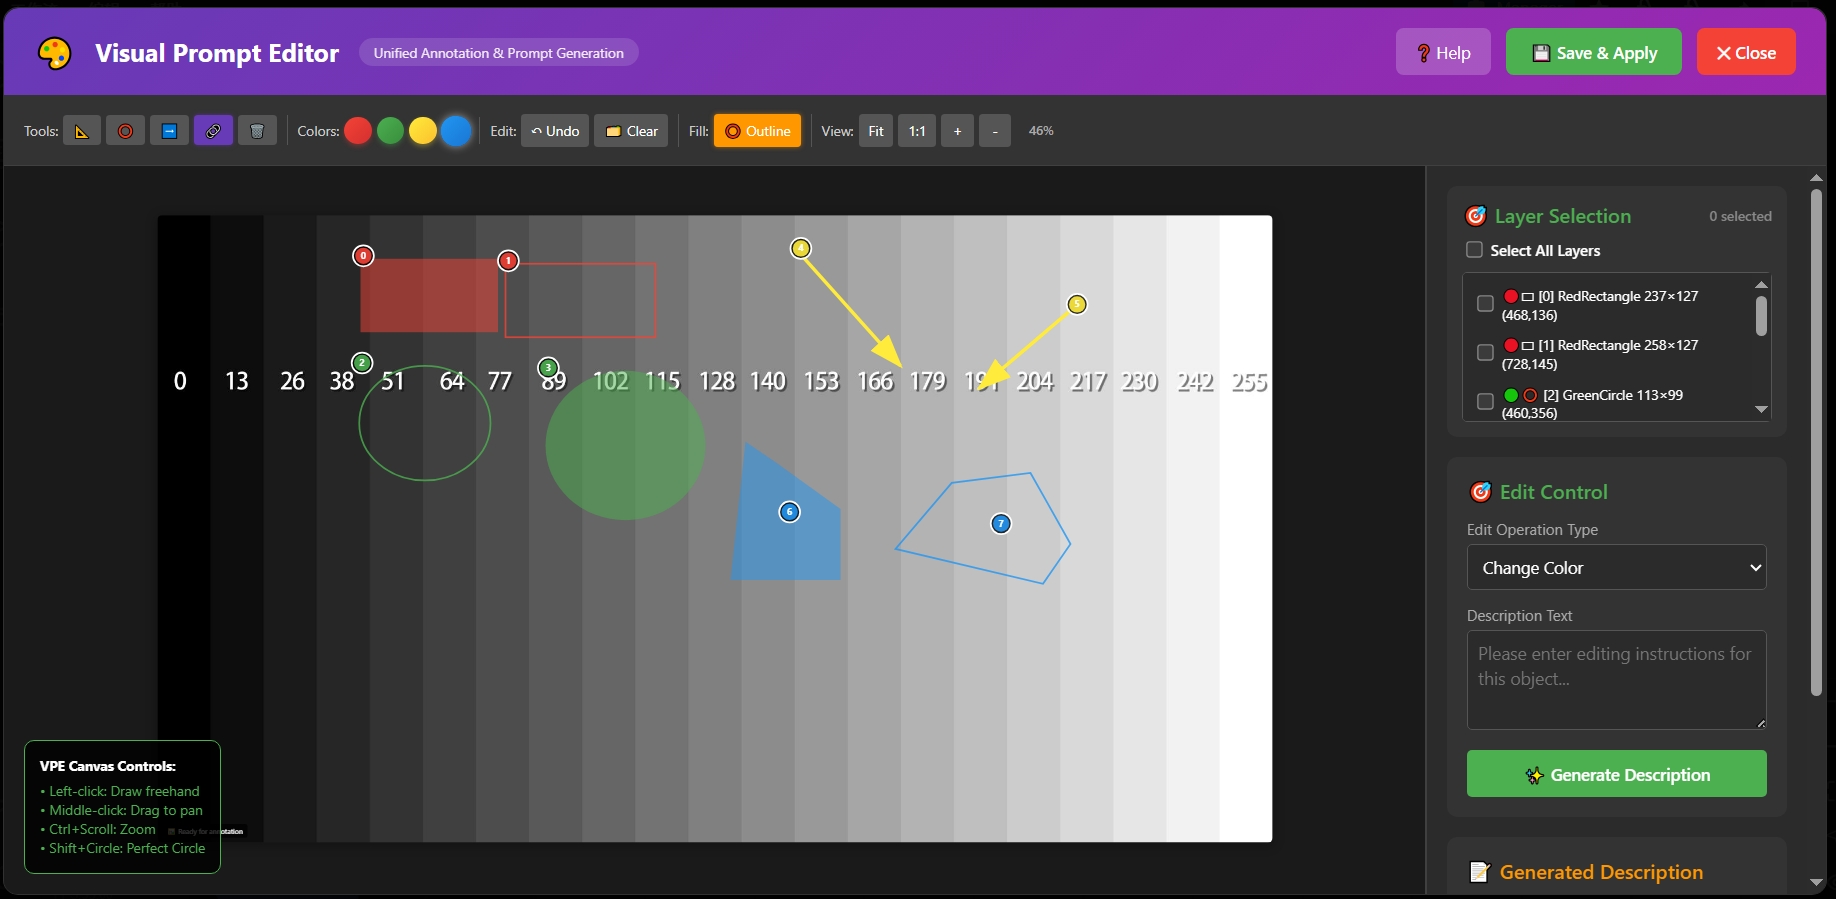 Visual Prompt Editor
Unified Annotation & Prompt Generation
Help
Save & Apply
Close
Tools:
Colors:
Edit:
Undo
Clear
Fill:
Outline
View:
Fit
1:1
+
-
46%
0
1
4
5
0 13 26 38 51 64 77 89 102 115 128 140 153 166 179 191 204 217 230 242 255
2
3
6
7
VPE Canvas Controls:
• Left-click: Draw freehand
• Middle-click: Drag to pan
• Ctrl+Scroll: Zoom
• Shift+Circle: Perfect Circle
Ready for annotation
Layer Selection
0 selected
Select All Layers
[0] RedRectangle 237×127
(468,136)
[1] RedRectangle 258×127
(728,145)
[2] GreenCircle 113×99
(460,356)
Edit Control
Edit Operation Type
Change Color
Description Text
Please enter editing instructions for
this object...
Generate Description
Generated Description